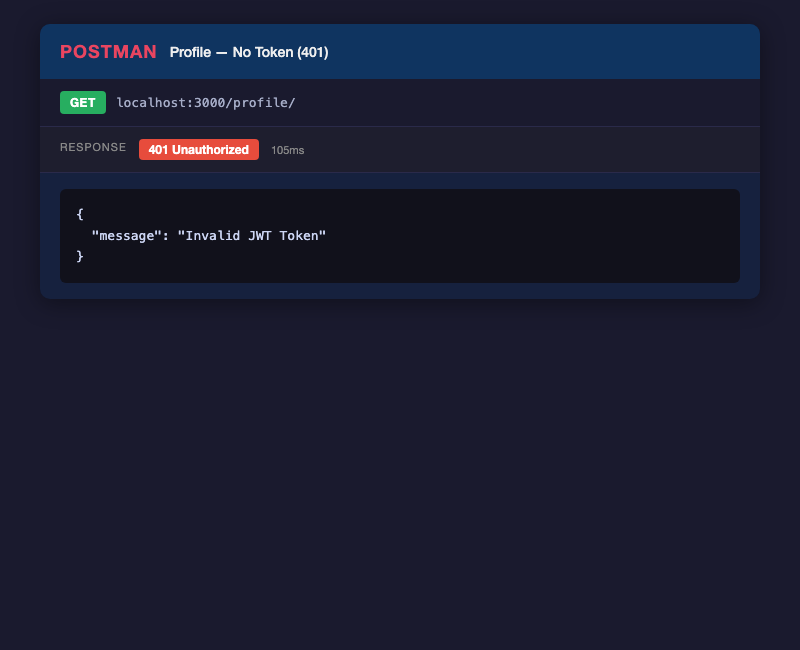 POSTMAN Profile — No Token (401)
GET localhost:3000/profile/
RESPONSE 401 Unauthorized 105ms
{
  "message": "Invalid JWT Token"
}